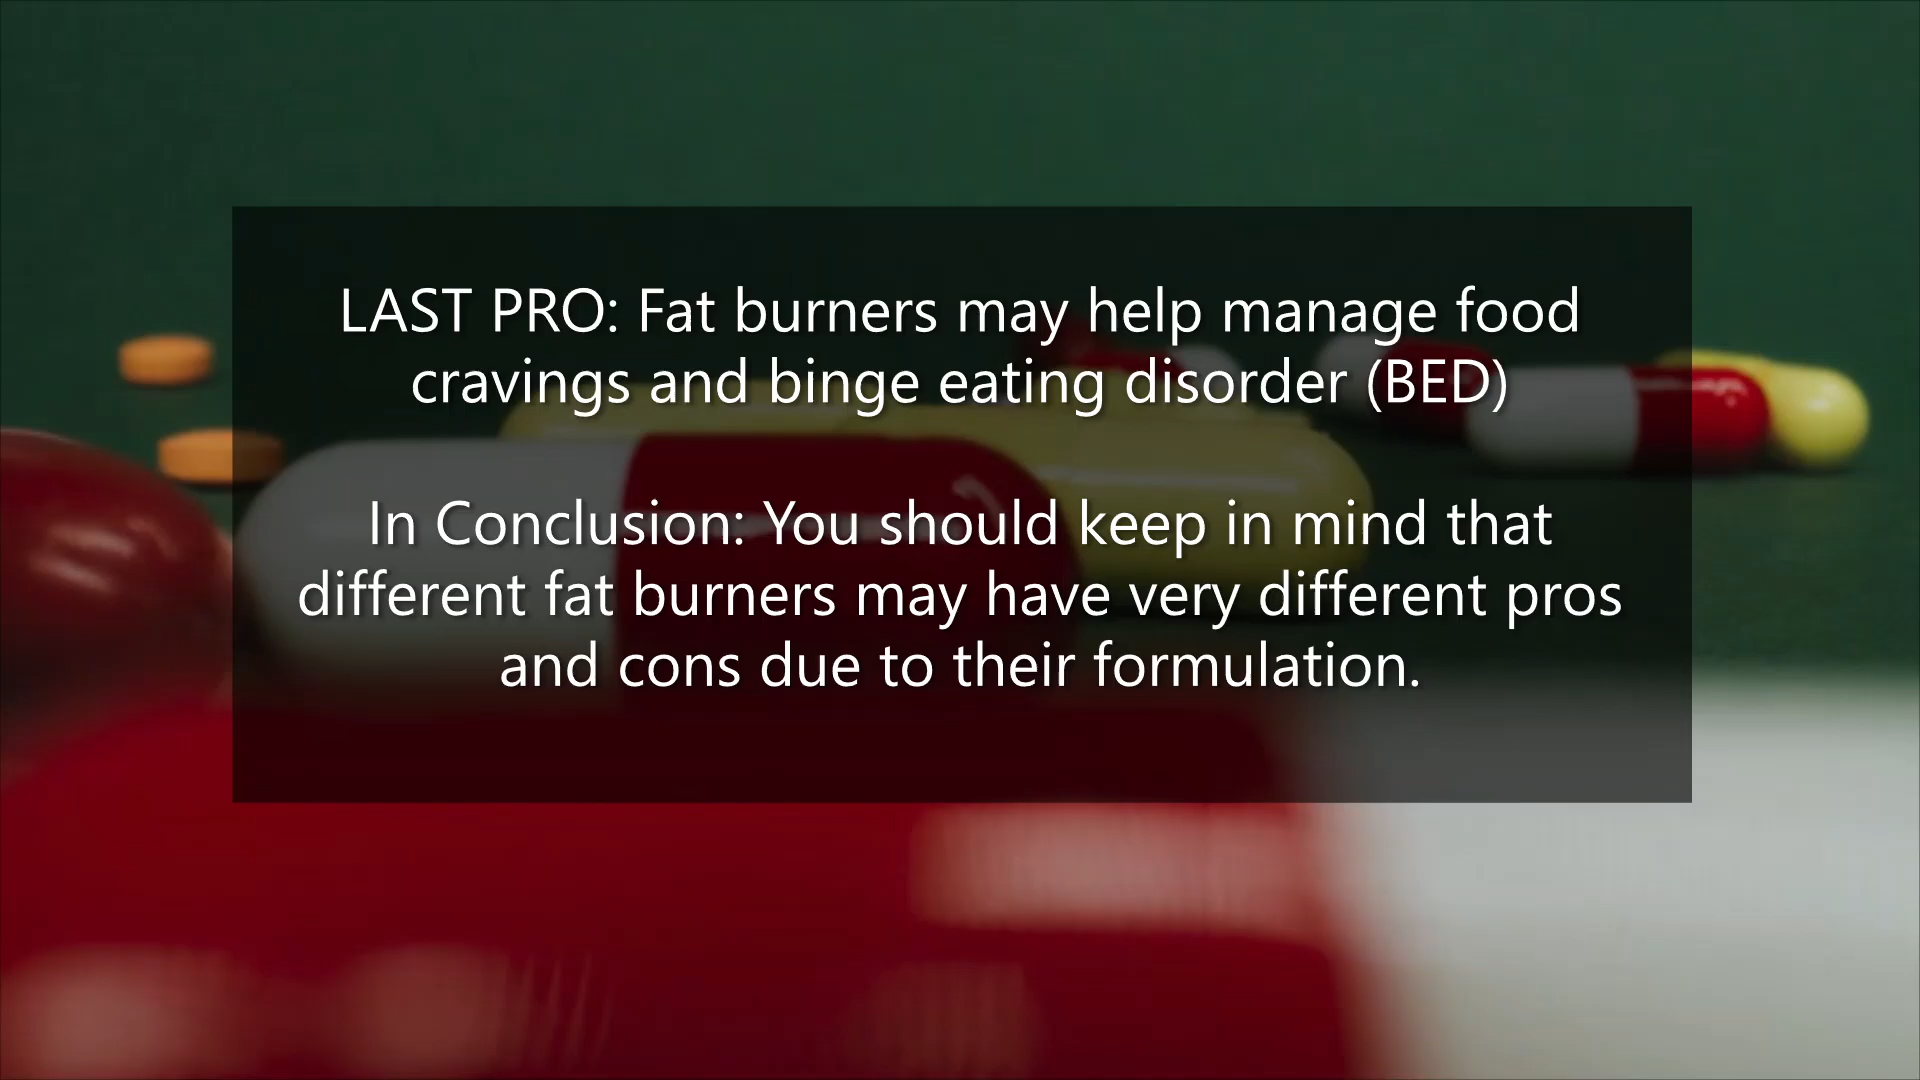 LAST PRO: Fat burners may help manage food
cravings and binge eating disorder (BED)
In Conclusion: You should keep in mind that
different fat burners may have very different pros
and cons due to their formulation.